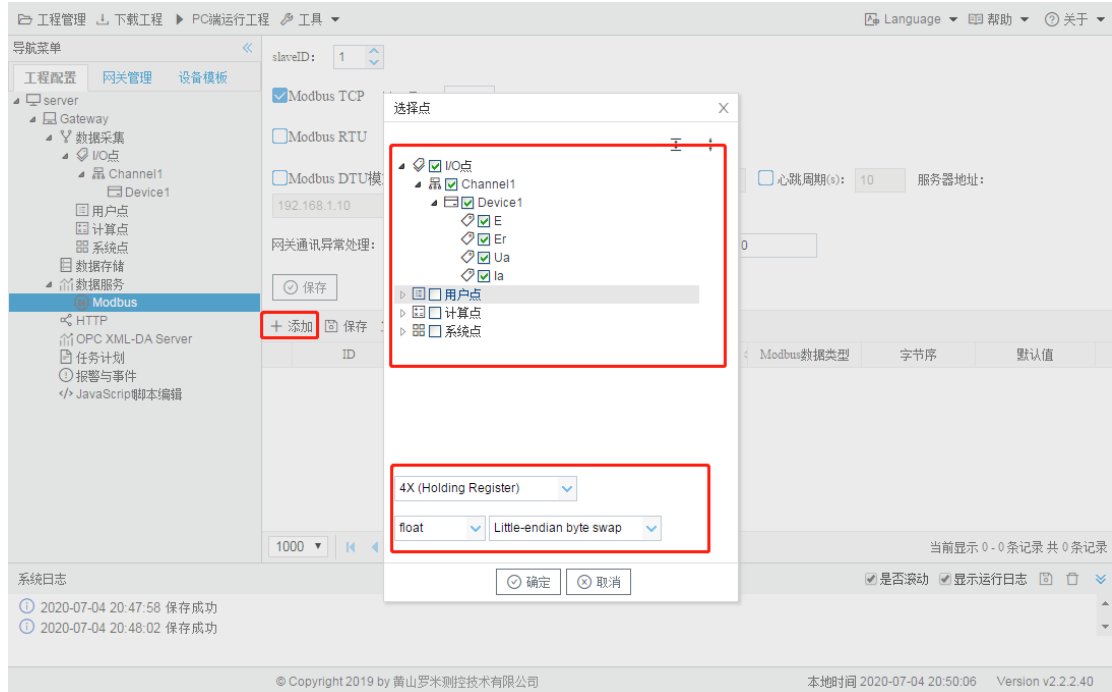 工程管理 下载工程 PC端运行工程 工具 Language 帮助 关于
导航菜单
工程配置 网关管理 设备模板
server
Gateway
数据采集
I/O点
Channel1
Device1
用户点
计算点
系统点
数据存储
数据服务
Modbus
HTTP
OPC XML-DA Server
任务计划
报警与事件
JavaScript脚本编辑
slaveID: 1
Modbus TCP
Modbus RTU
Modbus DTU模
心跳周期(s): 10 服务器地址:
192.168.1.10
网关通讯异常处理:
0
保存
添加 保存
ID Modbus数据类型 字节序 默认值
选择点
I/O点
Channel1
Device1
E
Er
Ua
Ia
用户点
计算点
系统点
4X (Holding Register)
float Little-endian byte swap
确定 取消
1000 当前显示 0 - 0 条记录 共 0 条记录
系统日志 是否滚动 显示运行日志
2020-07-04 20:47:58 保存成功
2020-07-04 20:48:02 保存成功
© Copyright 2019 by 黄山罗米测控技术有限公司 本地时间 2020-07-04 20:50:06 Version v2.2.2.40